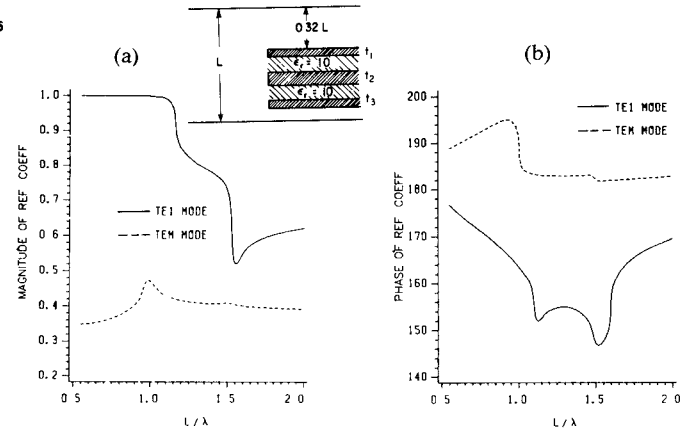 6
(a)
MAGNITUDE OF REF COEFF
1.0
0.9
0.8
0.7
0.6
0.5
0.4
0.3
0.2
0.5
1.0
1.5
2.0
L/λ
TE1 MODE
TEM MODE
L
0.32 L
εr = 10
εr = 10
t1
t2
t3
(b)
PHASE OF REF COEFF
200
190
180
170
160
150
140
0.5
1.0
1.5
2.0
L/λ
TE1 MODE
TEM MODE